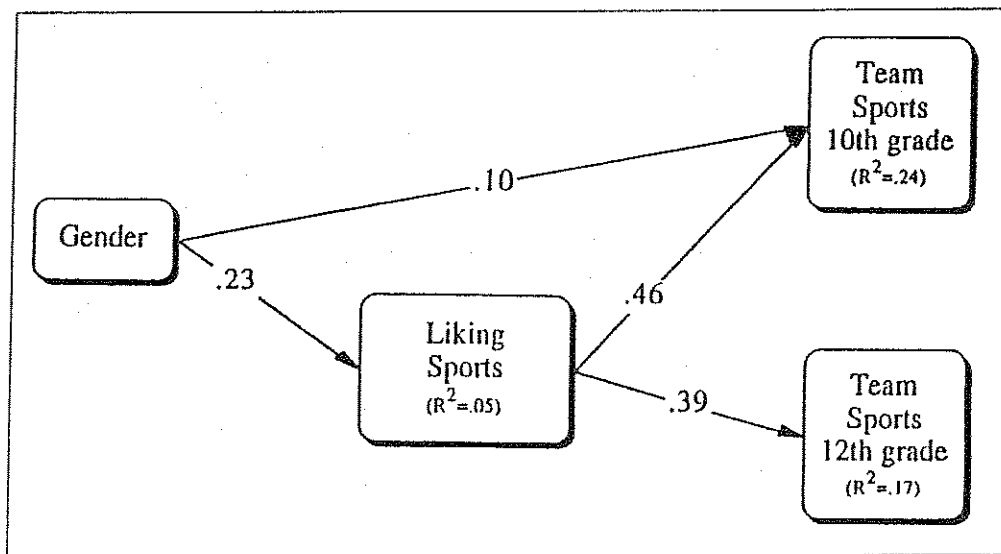 Team
Sports
10th grade
(R²=.24)
.10
Gender
.23
.46
Liking
Sports
(R²=.05)
.39
Team
Sports
12th grade
(R²=.17)